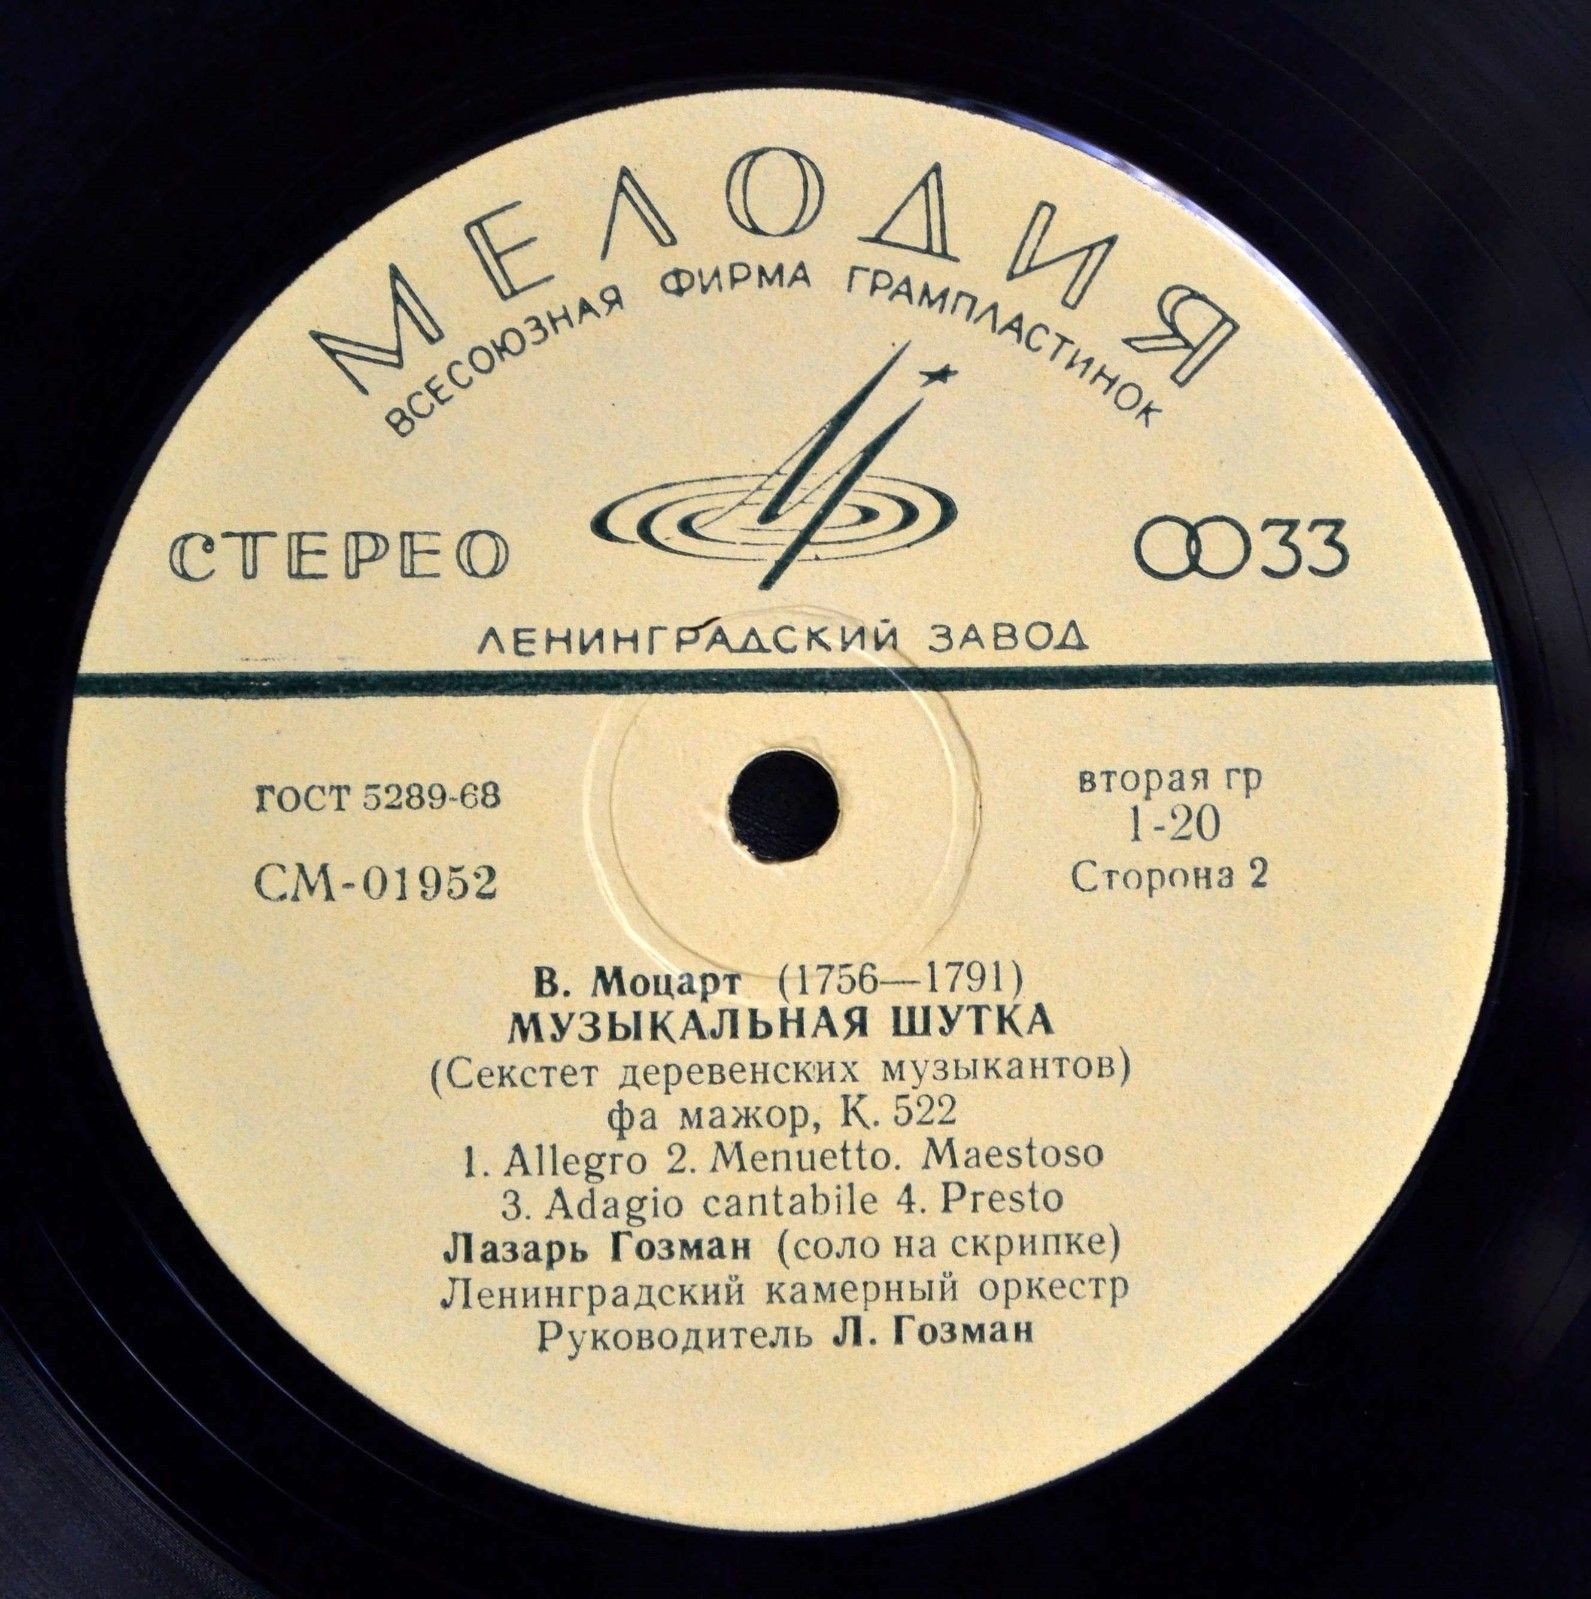 МЕЛОДИЯ
ВСЕСОЮЗНАЯ ФИРМА ГРАМПЛАСТИНОК
СТЕРЕО
33
ЛЕНИНГРАДСКИЙ ЗАВОД
ГОСТ 5289-68
СМ-01952
вторая гр
1-20
Сторона 2
В. Моцарт (1756—1791)
МУЗЫКАЛЬНАЯ ШУТКА
(Секстет деревенских музыкантов)
фа мажор, К. 522
1. Allegro 2. Menuetto. Maestoso
3. Adagio cantabile 4. Presto
Лазарь Гозман (соло на скрипке)
Ленинградский камерный оркестр
Руководитель Л. Гозман